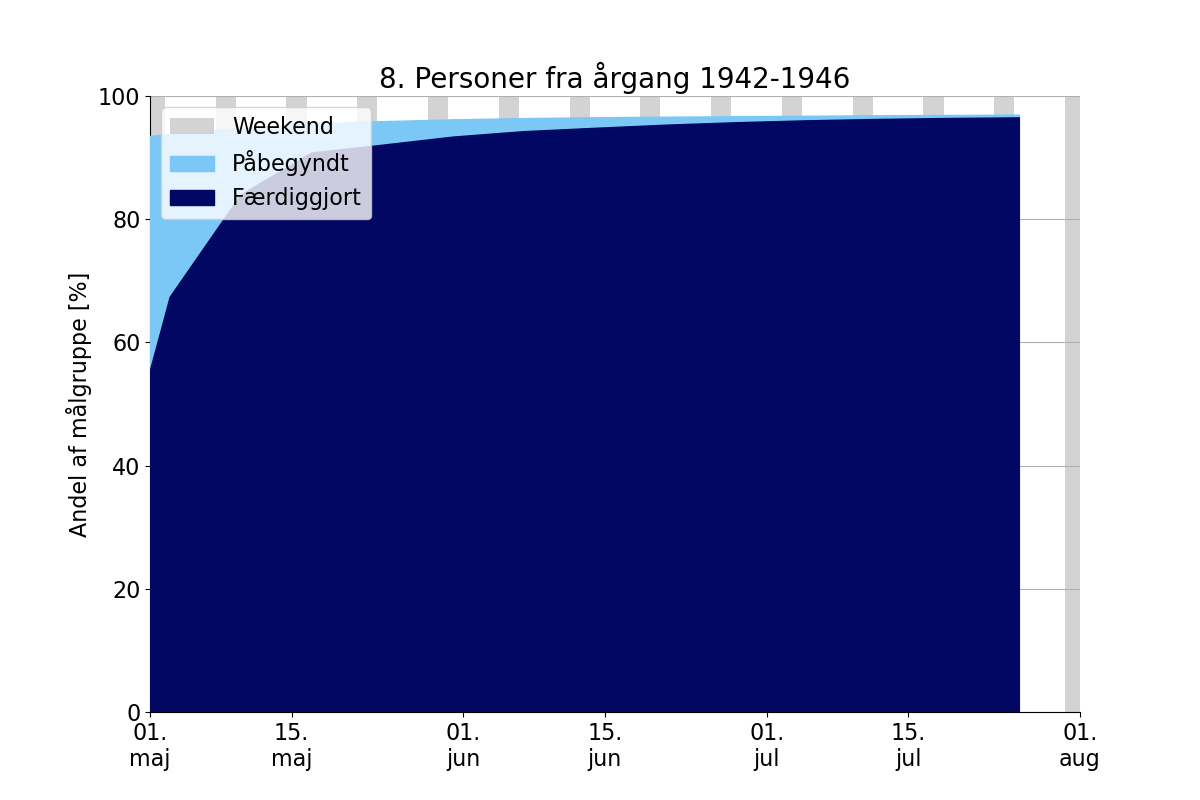 8. Personer fra årgang 1942-1946
100
80
60
40
20
0
Andel af målgruppe [%]
Weekend
Påbegyndt
Færdiggjort
01. maj
15. maj
01. jun
15. jun
01. jul
15. jul
01. aug